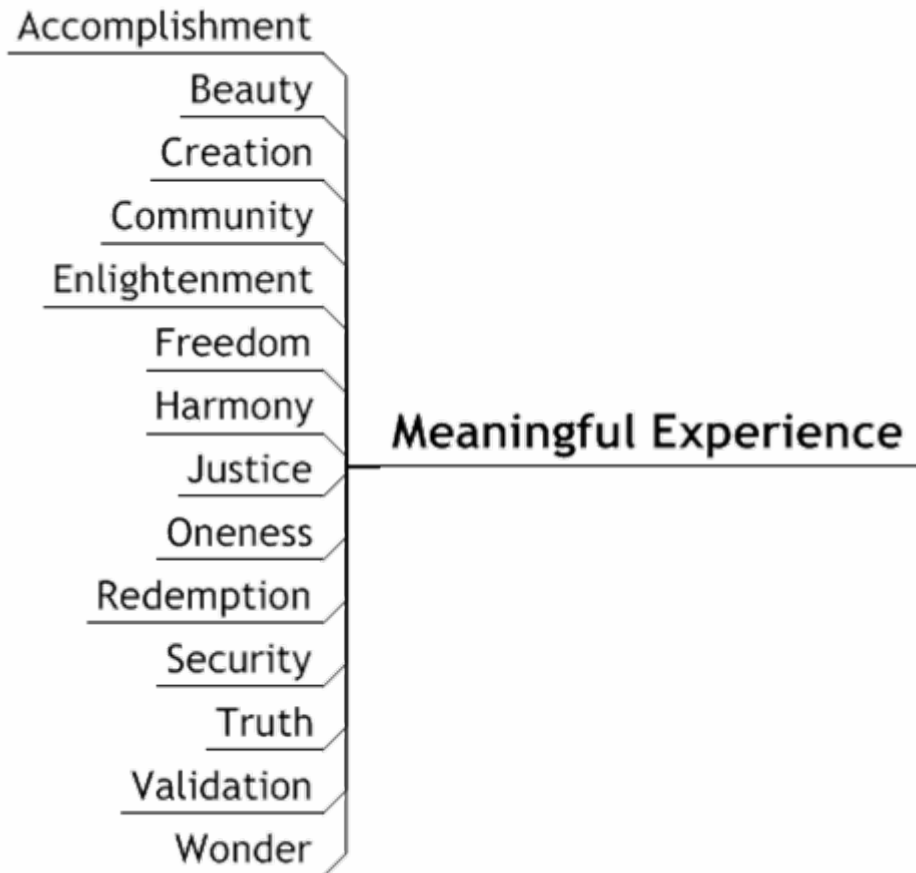 Accomplishment
Beauty
Creation
Community
Enlightenment
Freedom
Harmony
Justice
Oneness
Redemption
Security
Truth
Validation
Wonder
Meaningful Experience